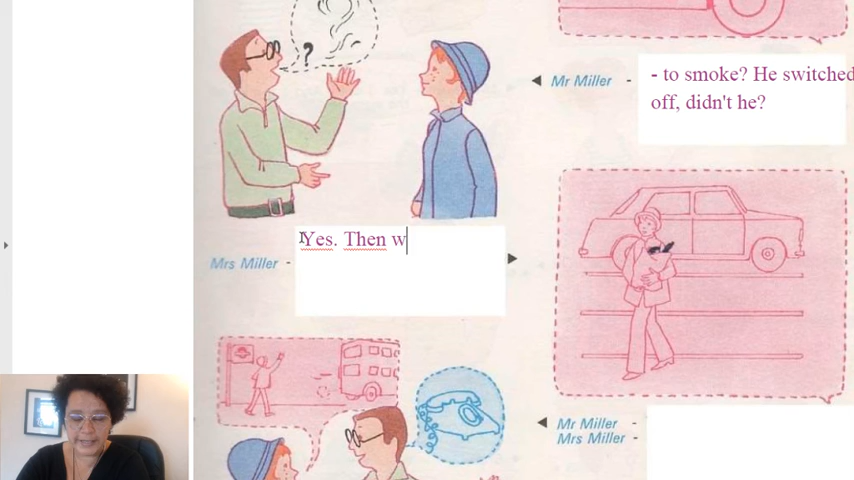 ?
Mr Miller -
- to smoke? He switched
off, didn't he?
Yes. Then w
Mrs Miller -
Mr Miller -
Mrs Miller -